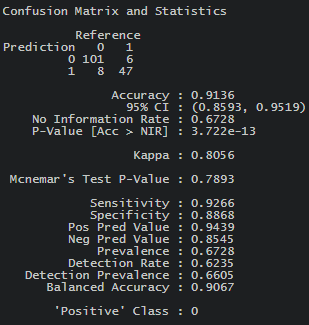 Confusion Matrix and Statistics
Reference
Prediction 0 1
0 101 6
1 8 47
Accuracy : 0.9136
95% CI : (0.8593, 0.9519)
No Information Rate : 0.6728
P-Value [Acc > NIR] : 3.722e-13
Kappa : 0.8056
Mcnemar's Test P-Value : 0.7893
Sensitivity : 0.9266
Specificity : 0.8868
Pos Pred Value : 0.9439
Neg Pred Value : 0.8545
Prevalence : 0.6728
Detection Rate : 0.6235
Detection Prevalence : 0.6605
Balanced Accuracy : 0.9067
'Positive' Class : 0